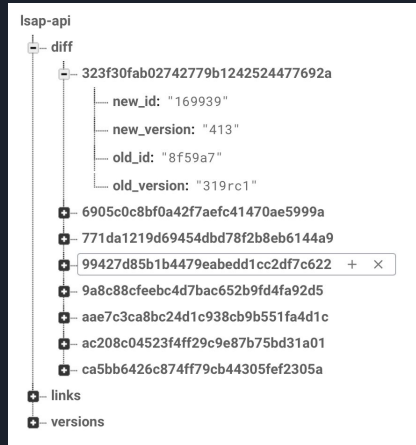 lsap-api
diff
323f30fab02742779b1242524477692a
new_id: "169939"
new_version: "413"
old_id: "8f59a7"
old_version: "319rc1"
6905c0c8bf0a42f7aefc41470ae5999a
771da1219d69454dbd78f2b8eb6144a9
99427d85b1b4479eabedd1cc2df7c622
9a8c88cfeebc4d7bac652b9fd4fa92d5
aae7c3ca8bc24d1c938cb9b551fa4d1c
ac208c04523f4ff29c9e87b75bd31a01
ca5bb6426c874ff79cb44305fef2305a
links
versions